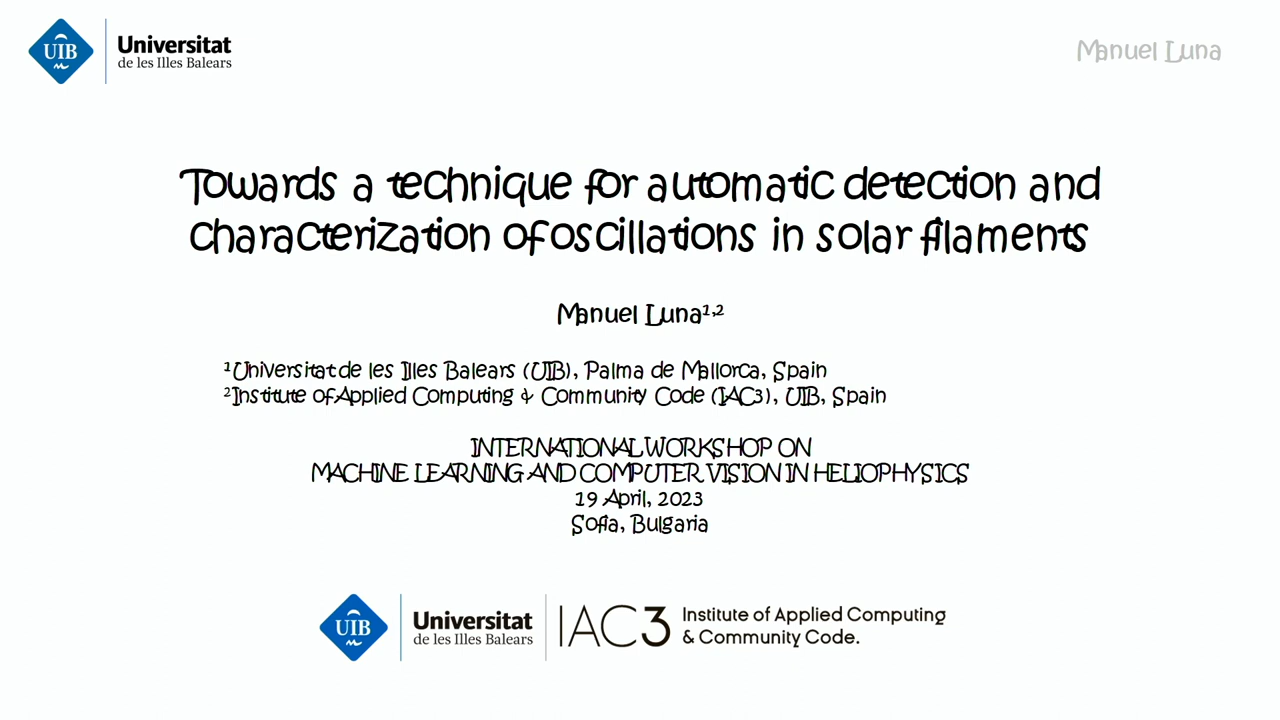 UIB
Universitat
de les Illes Balears
Manuel Luna
Towards a technique for automatic detection and
characterization of oscillations in solar filaments
Manuel Luna¹,²
¹Universitat de les Illes Balears (UIB), Palma de Mallorca, Spain
²Institute of Applied Computing & Community Code (IAC3), UIB, Spain
INTERNATIONAL WORKSHOP ON
MACHINE LEARNING AND COMPUTER VISION IN HELIOPHYSICS
19 April, 2023
Sofia, Bulgaria
UIB
Universitat
de les Illes Balears
IAC3
Institute of Applied Computing
& Community Code.